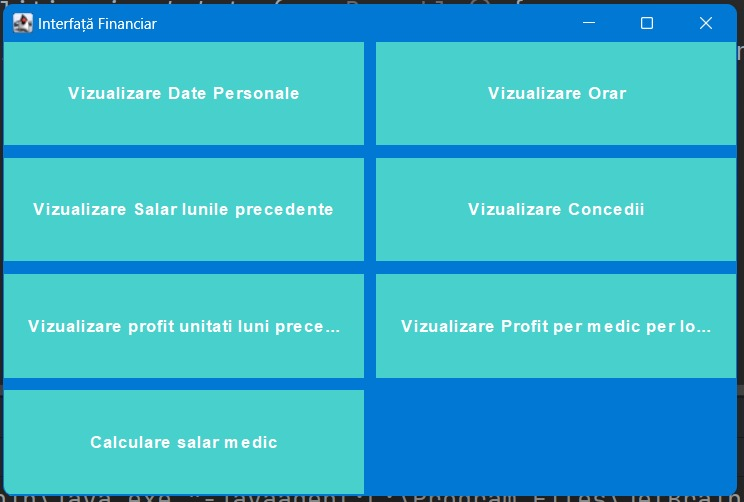 Interfață Financiar
Vizualizare Date Personale
Vizualizare Orar
Vizualizare Salar lunile precedente
Vizualizare Concedii
Vizualizare profit unitati luni prece...
Vizualizare Profit per medic per lo...
Calculare salar medic